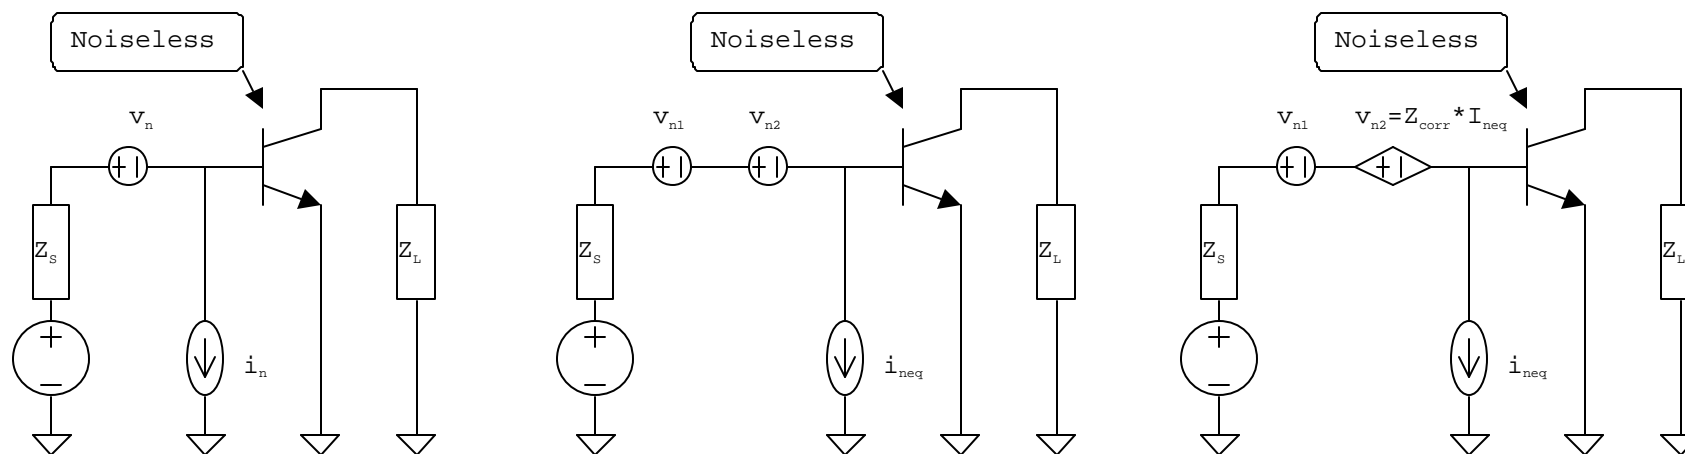 Noiseless
Noiseless
Noiseless
vn
vn1
vn2
vn1
vn2=Zcorr*Ineq
+
+
+
+
+
ZS
ZL
ZS
ZL
ZS
ZL
+
+
+
in
ineq
ineq